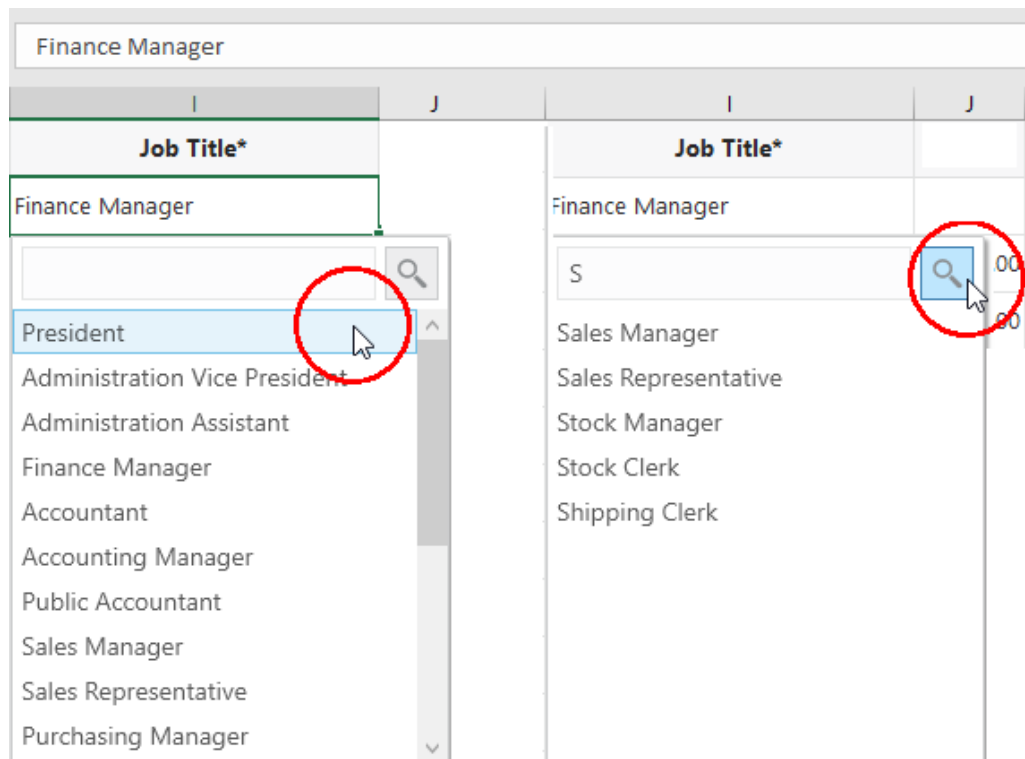 Finance Manager
I
J
Job Title*
Finance Manager
President
Administration Vice President
Administration Assistant
Finance Manager
Accountant
Accounting Manager
Public Accountant
Sales Manager
Sales Representative
Purchasing Manager
I
J
Job Title*
Finance Manager
S
.00
.00
Sales Manager
Sales Representative
Stock Manager
Stock Clerk
Shipping Clerk